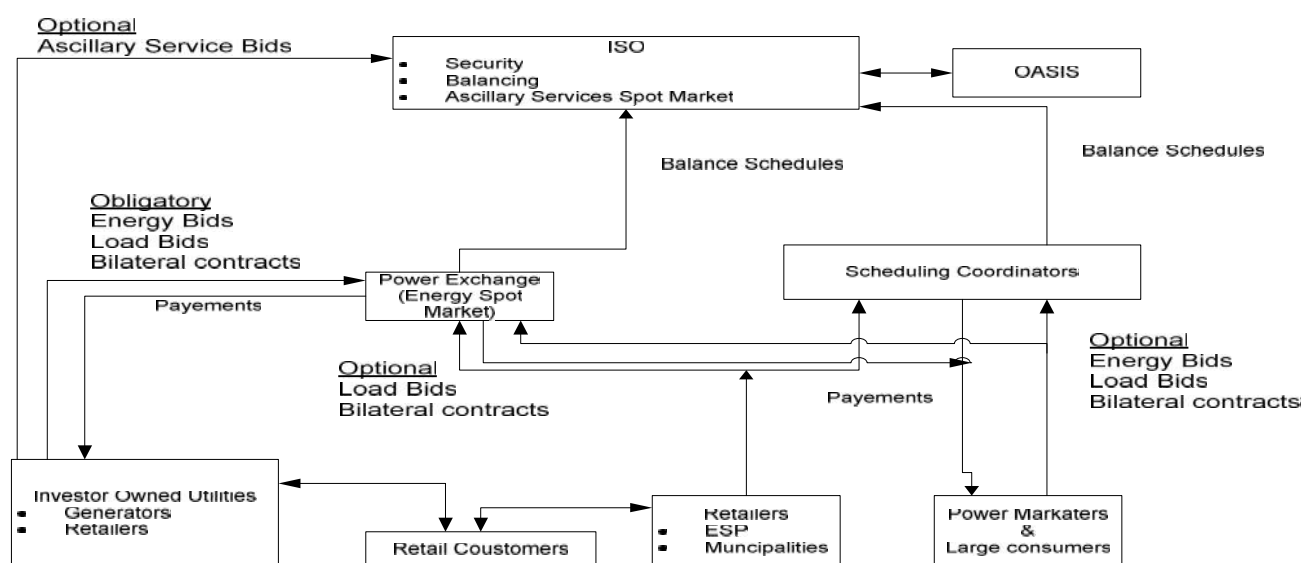 Optional
Ascillary Service Bids
ISO
Security
Balancing
Ascillary Services Spot Market
OASIS
Balance Schedules
Balance Schedules
Obligatory
Energy Bids
Load Bids
Bilateral contracts
Payements
Power Exchange
(Energy Spot
Market)
Scheduling Coordinators
Optional
Load Bids
Bilateral contracts
Payements
Optional
Energy Bids
Load Bids
Bilateral contracts
Investor Owned Utilities
Generators
Retailers
Retail Coustomers
Retailers
ESP
Muncipalities
Power Markaters
&
Large consumers